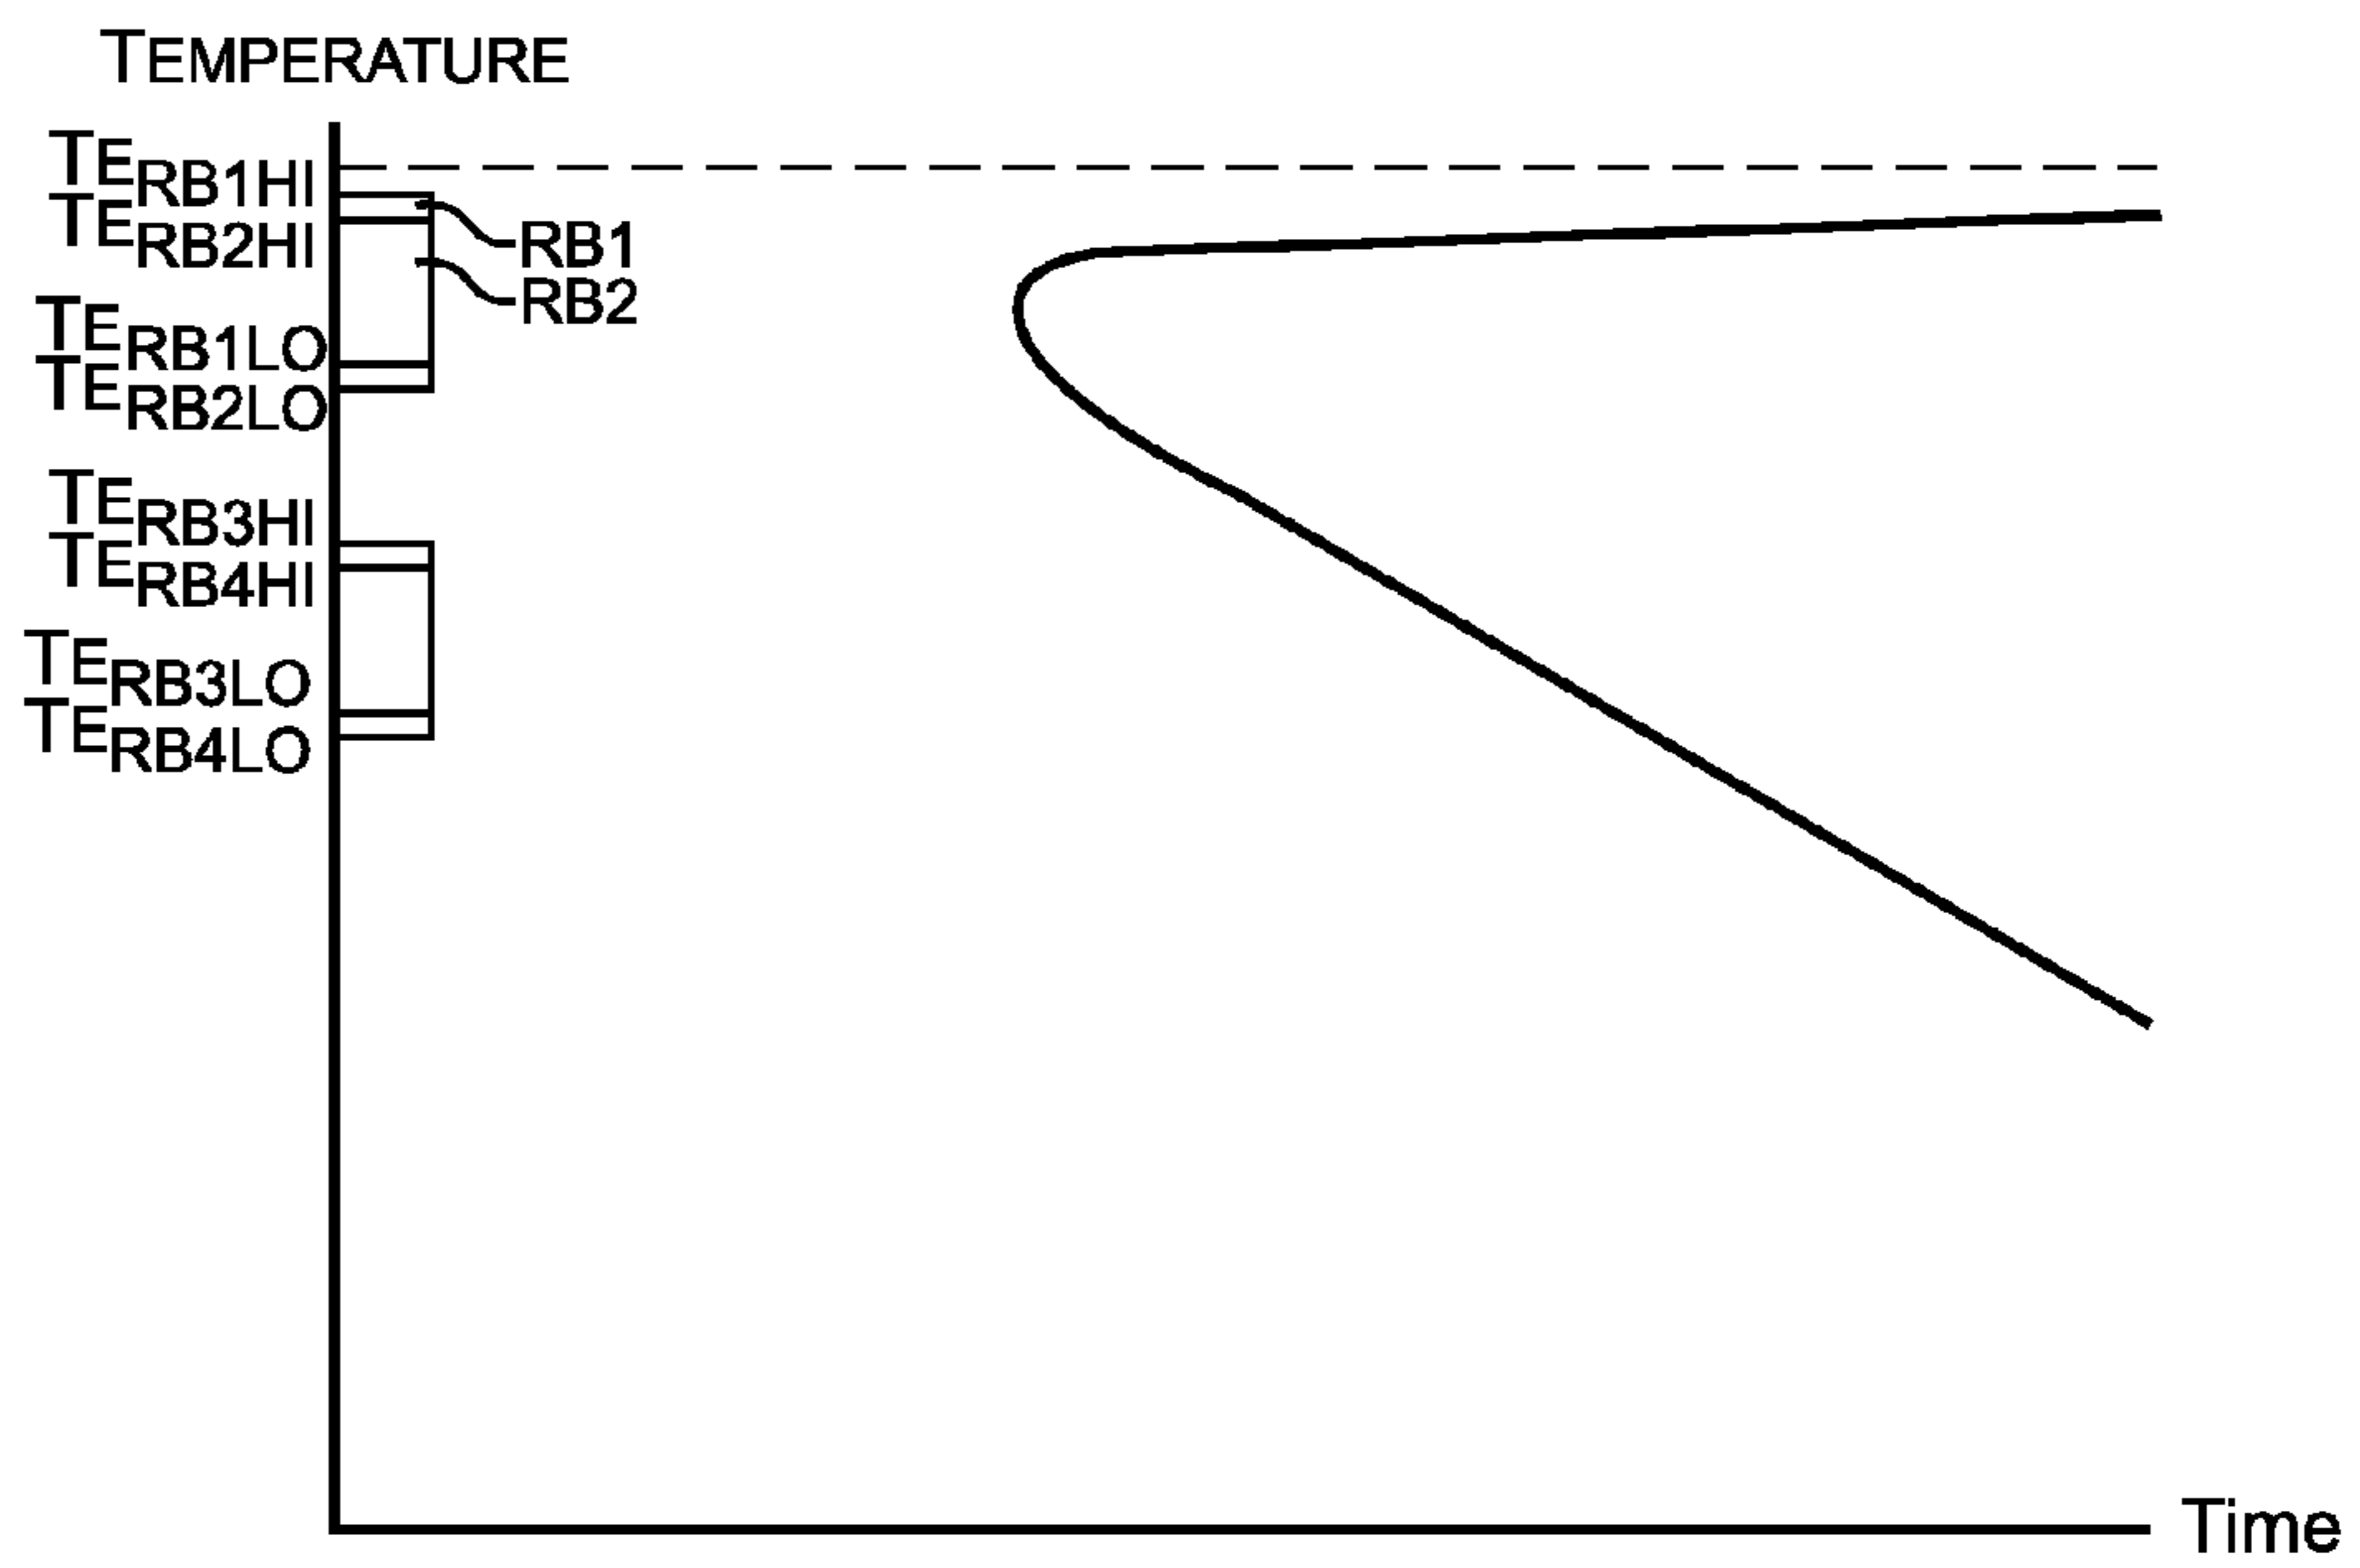 TEMPERATURE
TERB1HI
TERB2HI
RB1
RB2
TERB1LO
TERB2LO
TERB3HI
TERB4HI
TERB3LO
TERB4LO
Time